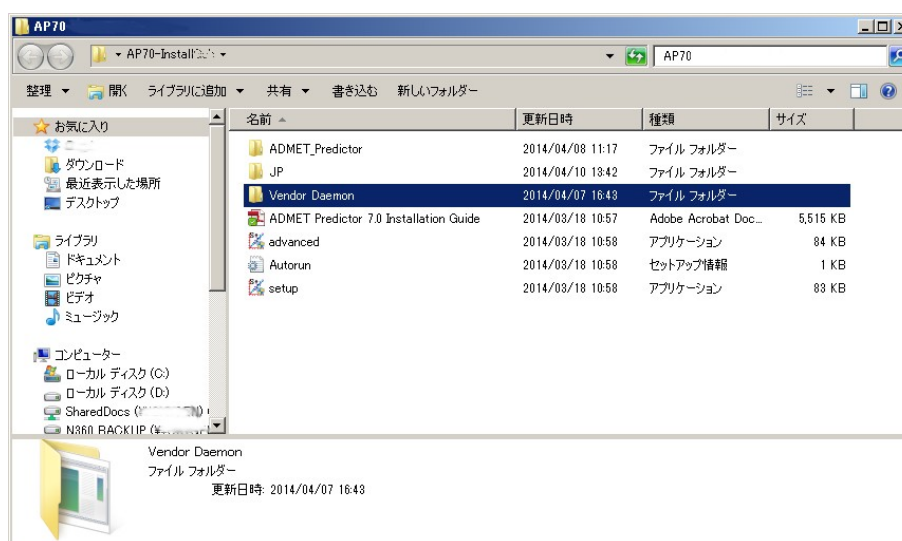 AP70
AP70-Install
AP70
整理 開く ライブラリに追加 共有 書き込む 新しいフォルダー
お気に入り
ダウンロード
最近表示した場所
デスクトップ
ライブラリ
ドキュメント
ピクチャ
ビデオ
ミュージック
コンピューター
ローカル ディスク (C:)
ローカル ディスク (D:)
SharedDocs
N360 BACKUP
名前 更新日時 種類 サイズ
ADMET_Predictor 2014/04/08 11:17 ファイル フォルダー
JP 2014/04/10 13:42 ファイル フォルダー
Vendor Daemon 2014/04/07 16:43 ファイル フォルダー
ADMET Predictor 7.0 Installation Guide 2014/03/18 10:57 Adobe Acrobat Doc... 5,515 KB
advanced 2014/03/18 10:58 アプリケーション 84 KB
Autorun 2014/03/18 10:58 セットアップ情報 1 KB
setup 2014/03/18 10:58 アプリケーション 83 KB
Vendor Daemon
ファイル フォルダー
更新日時: 2014/04/07 16:43